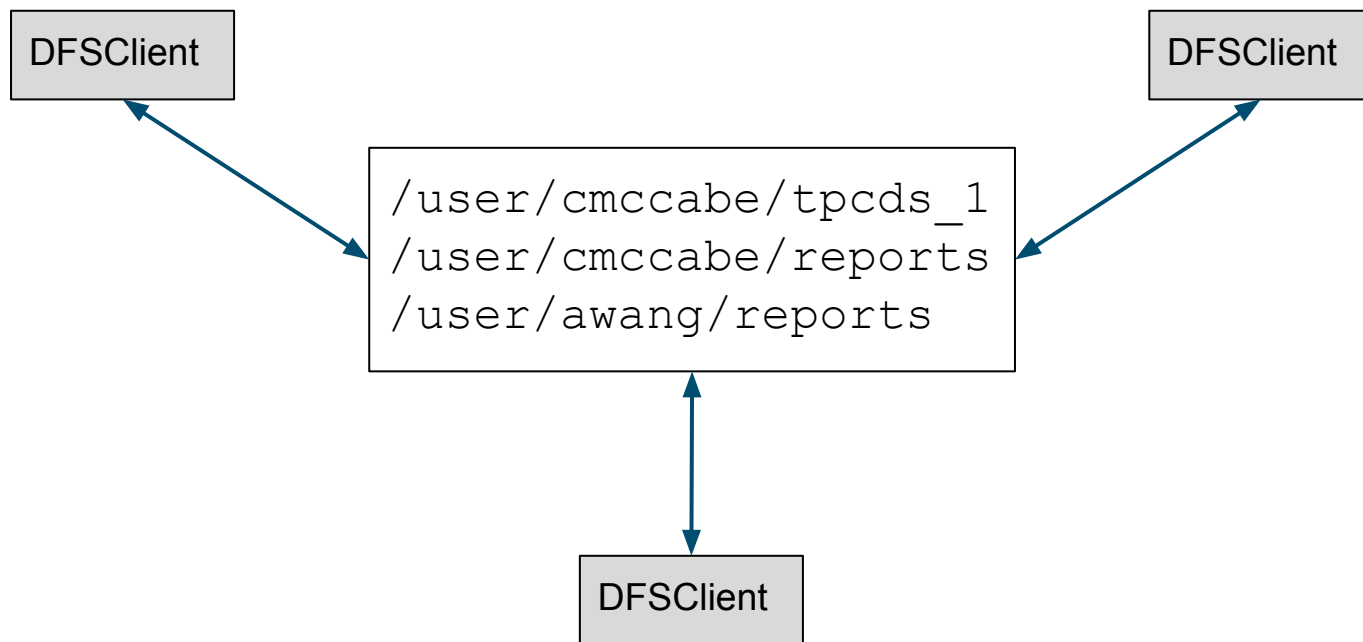 DFSClient
DFSClient
/user/cmccabe/tpcds_1
/user/cmccabe/reports
/user/awang/reports
DFSClient